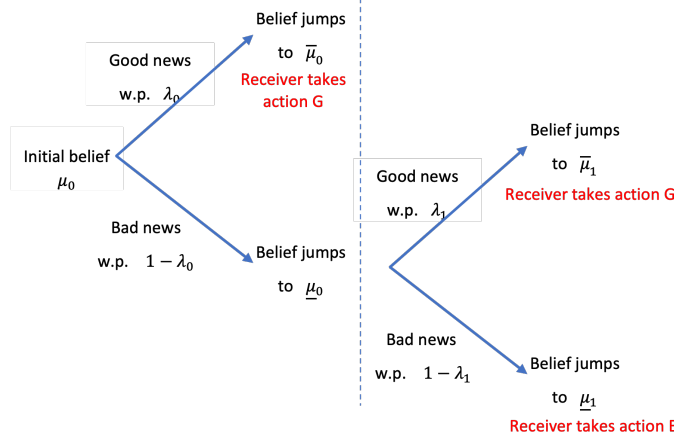 Belief jumps
to μ̅₀
Receiver takes
action G
Good news
w.p. λ₀
Initial belief
μ₀
Bad news
w.p. 1 − λ₀
Belief jumps
to μ̲₀
Good news
w.p. λ₁
Belief jumps
to μ̅₁
Receiver takes action G
Bad news
w.p. 1 − λ₁
Belief jumps
to μ̲₁
Receiver takes action